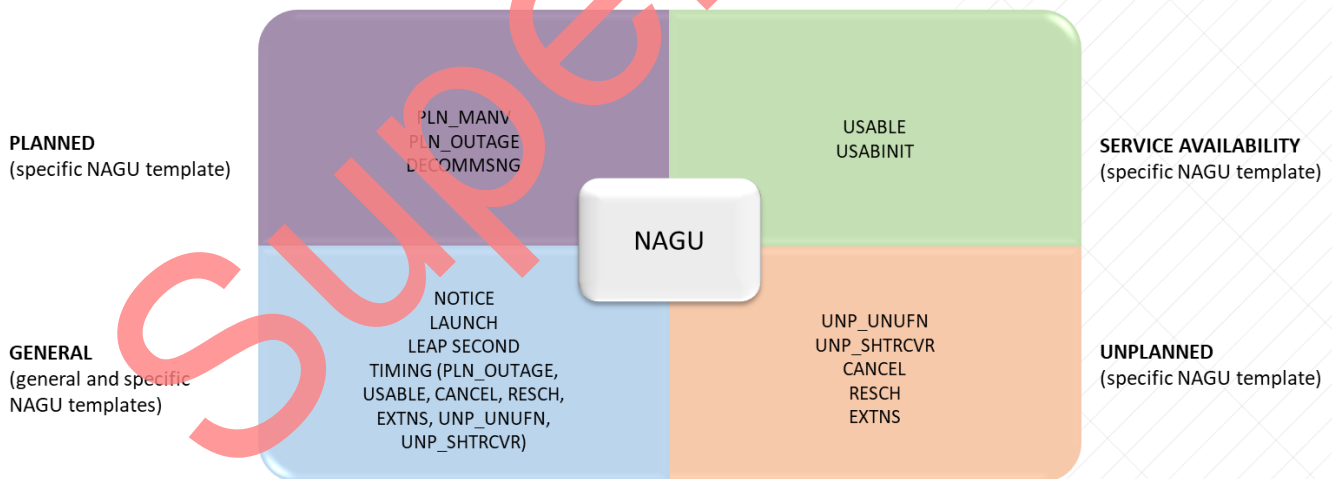 PLANNED
(specific NAGU template)
PLN_MANV
PLN_OUTAGE
DECOMMSNG
USABLE
USABINIT
SERVICE AVAILABILITY
(specific NAGU template)
NAGU
GENERAL
(general and specific
NAGU templates)
NOTICE
LAUNCH
LEAP SECOND
TIMING (PLN_OUTAGE,
USABLE, CANCEL, RESCH,
EXTNS, UNP_UNUFN,
UNP_SHTRCVR)
UNP_UNUFN
UNP_SHTRCVR
CANCEL
RESCH
EXTNS
UNPLANNED
(specific NAGU template)
Supe